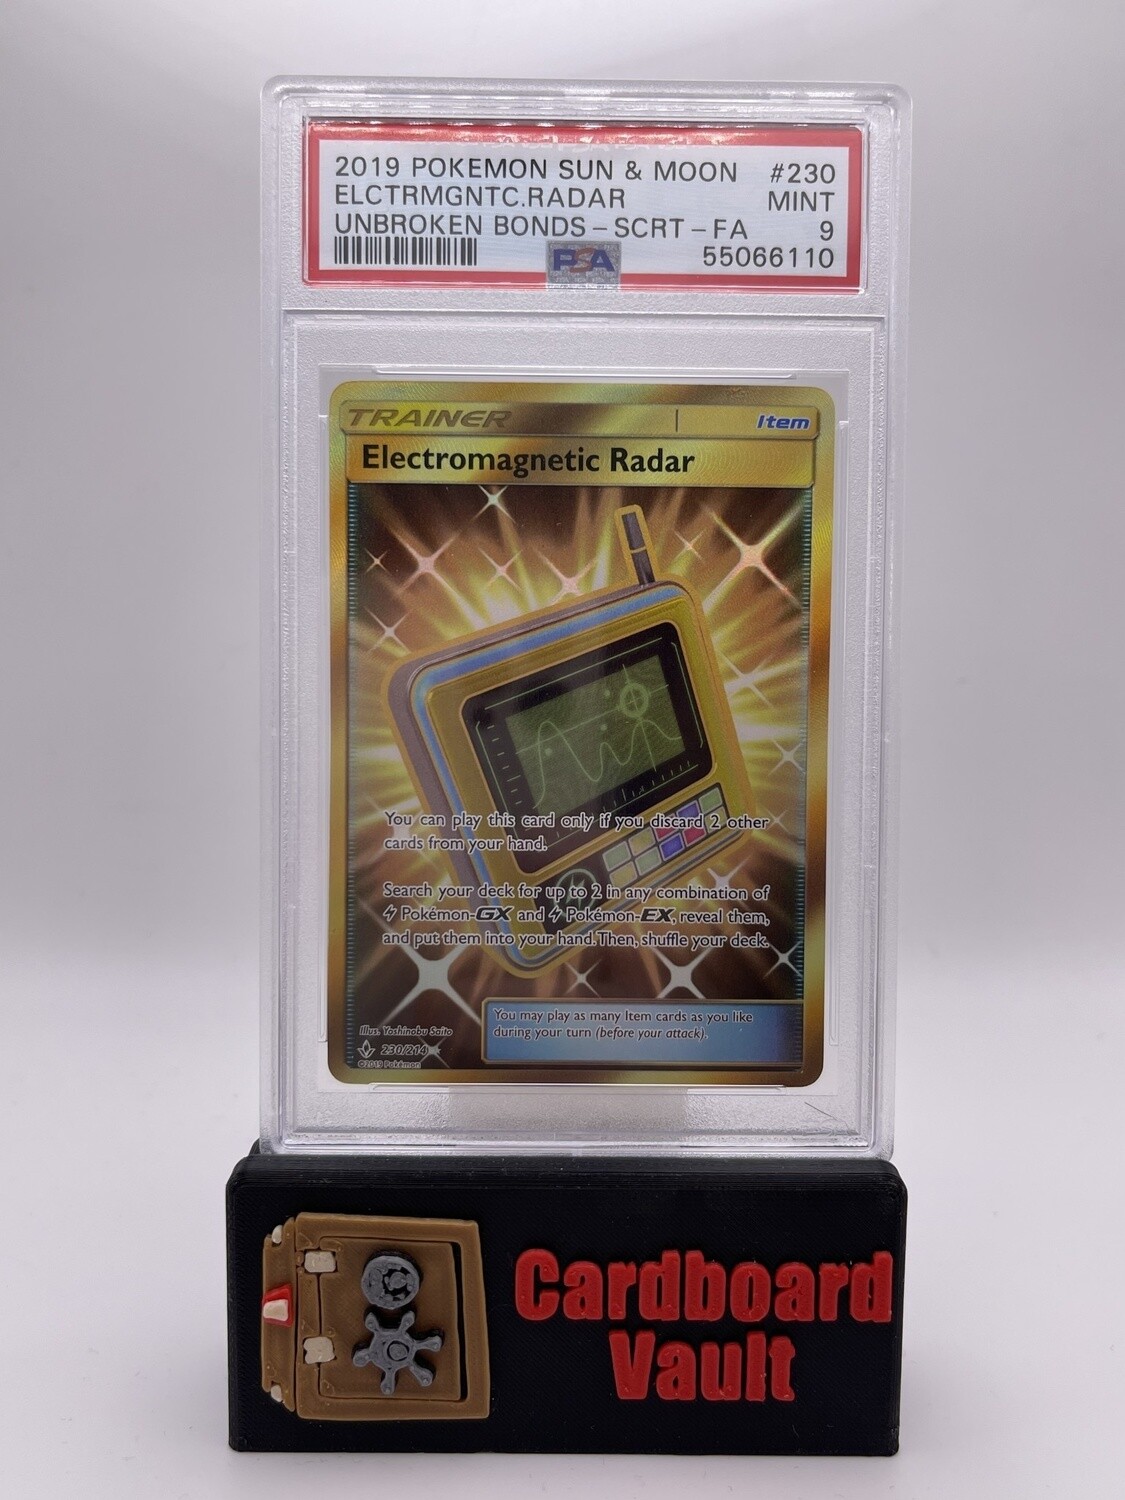 2019 POKEMON SUN & MOON #230
ELCTRMGNTC.RADAR MINT
UNBROKEN BONDS - SCRT - FA 9
55066110
PSA
TRAINER Item
Electromagnetic Radar
You can play this card only if you discard 2 other
cards from your hand.
Search your deck for up to 2 in any combination of
Pokémon-GX and Pokémon-EX, reveal them,
and put them into your hand. Then, shuffle your deck.
You may play as many Item cards as you like
during your turn (before your attack).
Illus. Yoshinobu Saito
230/214
©2019 Pokémon
Cardboard
Vault